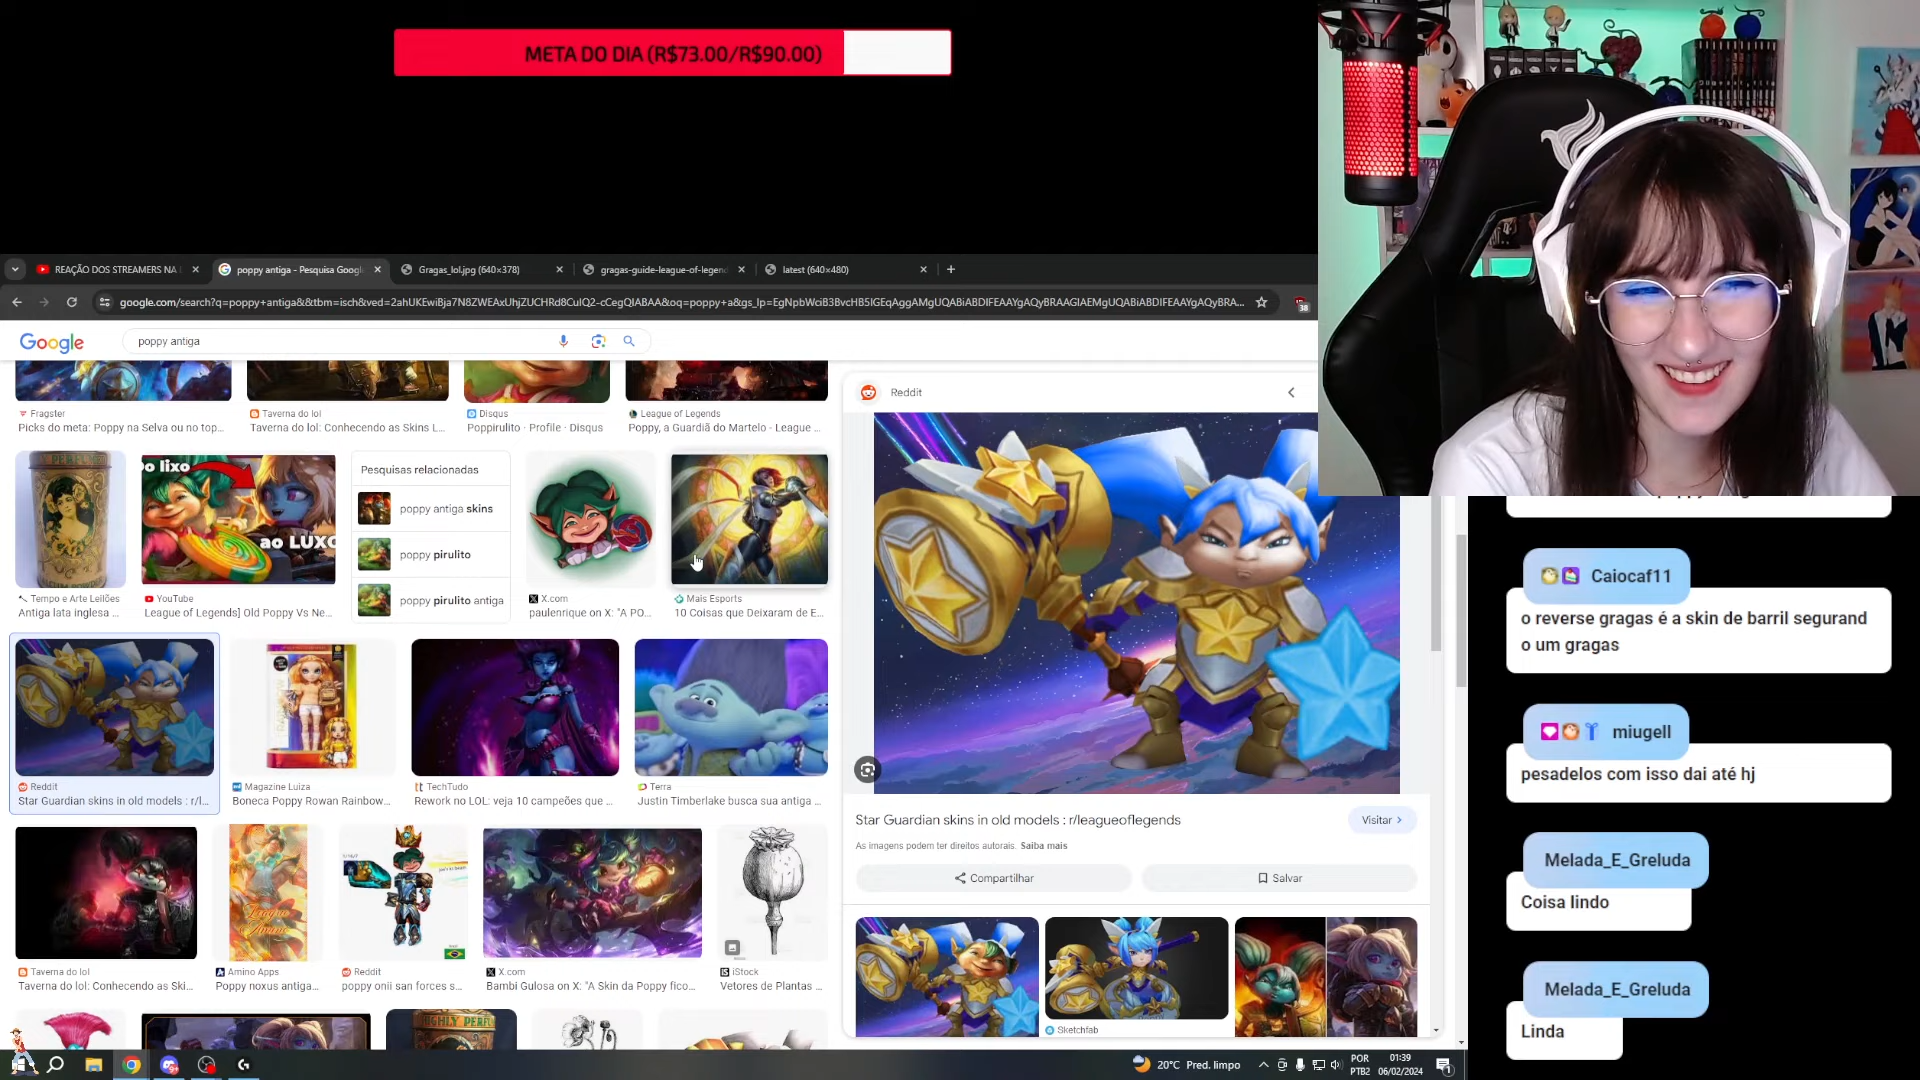 META DO DIA (R$73.00/R$90.00)
REAÇÃO DOS STREAMERS NA
poppy antiga - Pesquisa Googl
Gragas_lol.jpg (640×378)
gragas-guide-league-of-legen
latest (640×480)
google.com/search?q=poppy+antiga&
38
Google
poppy antiga
Fragster
Picks do meta: Poppy na Selva ou no top...
Taverna do lol
Taverna do lol: Conhecendo as Skins L...
Disqus
Poppirulito · Profile · Disqus
League of Legends
Poppy, a Guardiã do Martelo - League ...
Do lixo
ao LUXO
Pesquisas relacionadas
poppy antiga skins
poppy pirulito
poppy pirulito antiga
Tempo e Arte Leilões
Antiga lata inglesa ...
YouTube
League of Legends] Old Poppy Vs Ne...
X.com
paulenrique on X: "A PO...
Mais Esports
10 Coisas que Deixaram de E...
Reddit
Star Guardian skins in old models : r/l...
Magazine Luiza
Boneca Poppy Rowan Rainbow...
TechTudo
Rework no LOL: veja 10 campeões que ...
Terra
Justin Timberlake busca sua antiga ...
Taverna do lol
Taverna do lol: Conhecendo as Ski...
Amino Apps
Poppy noxus antiga...
Reddit
poppy onii san forces s...
X.com
Bambi Gulosa on X: "A Skin da Poppy fico...
iStock
Vetores de Plantas ...
Reddit
Star Guardian skins in old models : r/leagueoflegends
Visitar
As imagens podem ter direitos autorais. Saiba mais
Compartilhar
Salvar
Sketchfab
Caiocaf11
o reverse gragas é a skin de barril segurand
o um gragas
miugell
pesadelos com isso dai até hj
Melada_E_Greluda
Coisa lindo
Melada_E_Greluda
Linda
20°C Pred. limpo
POR
PTB2
01:39
06/02/2024